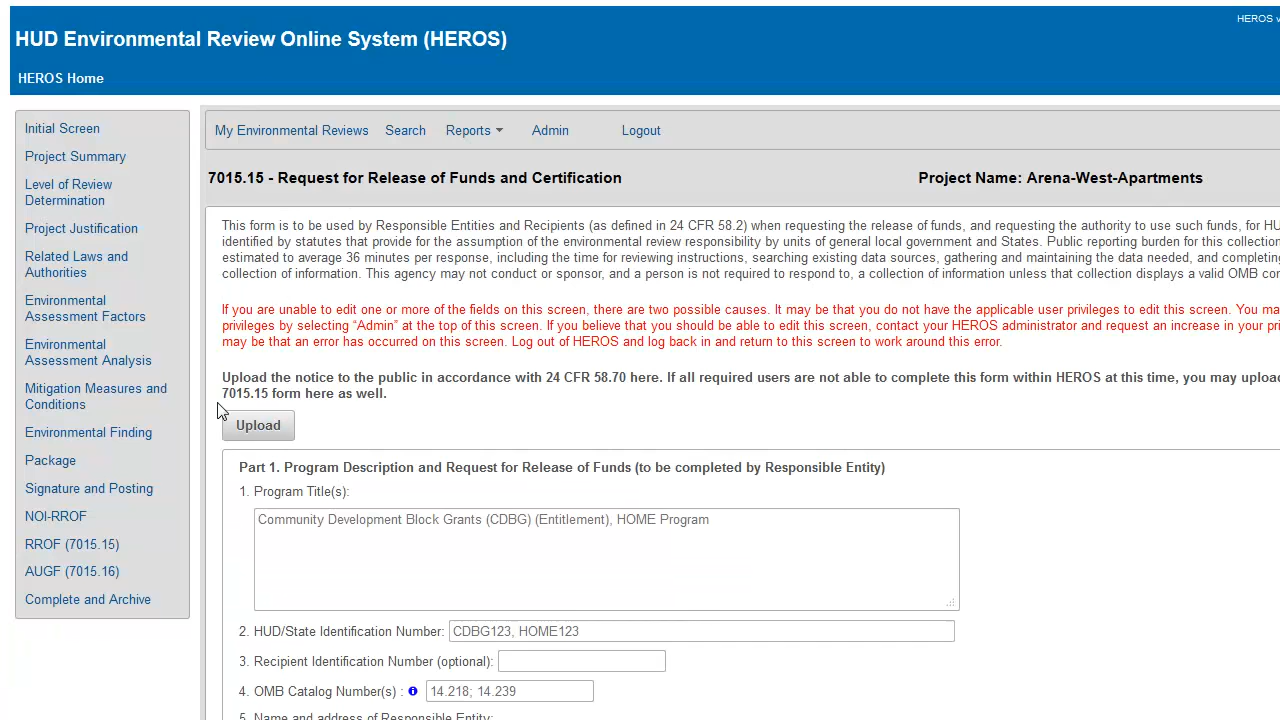 HEROS
HUD Environmental Review Online System (HEROS)
HEROS Home
Initial Screen
Project Summary
Level of Review
Determination
Project Justification
Related Laws and
Authorities
Environmental
Assessment Factors
Environmental
Assessment Analysis
Mitigation Measures and
Conditions
Environmental Finding
Package
Signature and Posting
NOI-RROF
RROF (7015.15)
AUGF (7015.16)
Complete and Archive
My Environmental Reviews Search Reports Admin Logout
7015.15 - Request for Release of Funds and Certification Project Name: Arena-West-Apartments
This form is to be used by Responsible Entities and Recipients (as defined in 24 CFR 58.2) when requesting the release of funds, and requesting the authority to use such funds, for HU
identified by statutes that provide for the assumption of the environmental review responsibility by units of general local government and States. Public reporting burden for this collectio
estimated to average 36 minutes per response, including the time for reviewing instructions, searching existing data sources, gathering and maintaining the data needed, and completing
collection of information. This agency may not conduct or sponsor, and a person is not required to respond to, a collection of information unless that collection displays a valid OMB con
If you are unable to edit one or more of the fields on this screen, there are two possible causes. It may be that you do not have the applicable user privileges to edit this screen. You ma
privileges by selecting “Admin” at the top of this screen. If you believe that you should be able to edit this screen, contact your HEROS administrator and request an increase in your pri
may be that an error has occurred on this screen. Log out of HEROS and log back in and return to this screen to work around this error.
Upload the notice to the public in accordance with 24 CFR 58.70 here. If all required users are not able to complete this form within HEROS at this time, you may upload
7015.15 form here as well.
Upload
Part 1. Program Description and Request for Release of Funds (to be completed by Responsible Entity)
1. Program Title(s):
Community Development Block Grants (CDBG) (Entitlement), HOME Program
2. HUD/State Identification Number: CDBG123, HOME123
3. Recipient Identification Number (optional):
4. OMB Catalog Number(s) : 14.218; 14.239
5. Name and address of Responsible Entity: